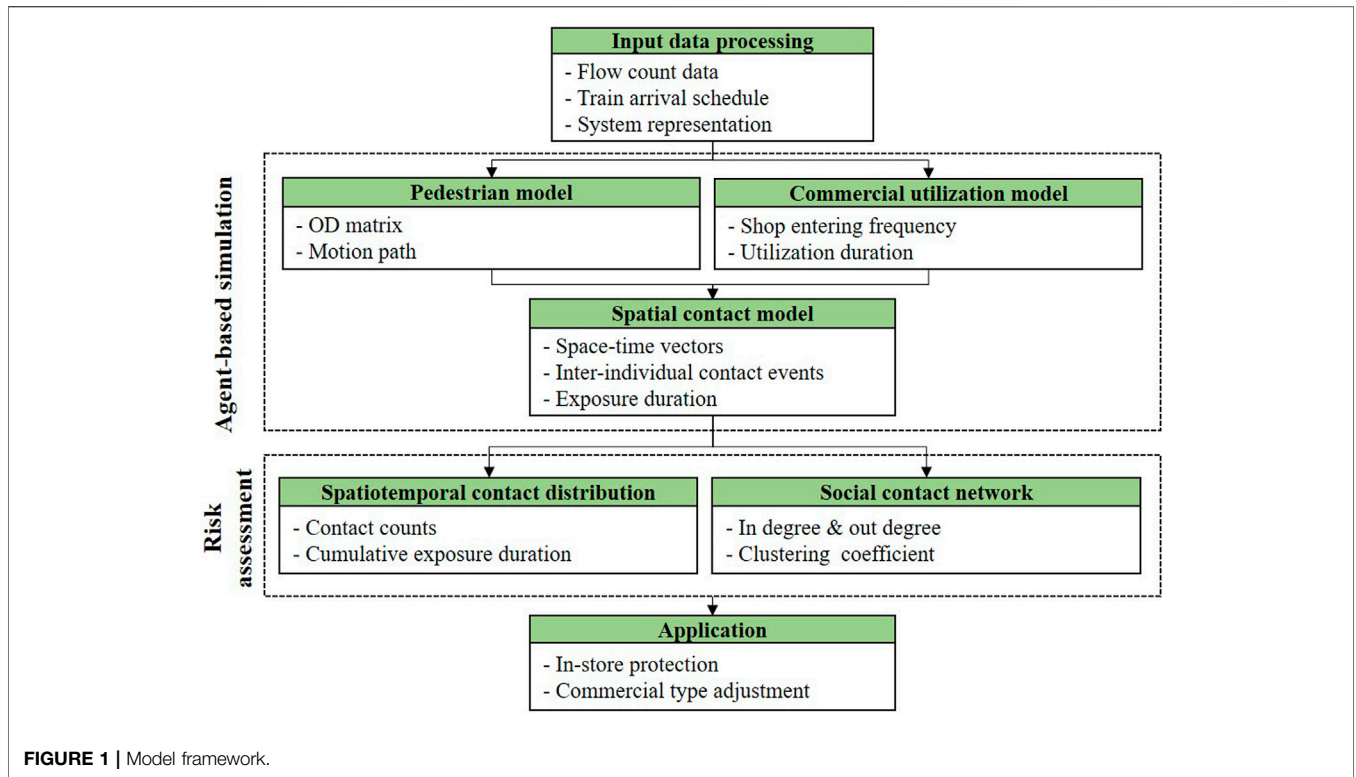 Input data processing
- Flow count data
- Train arrival schedule
- System representation
Agent-based simulation
Pedestrian model
- OD matrix
- Motion path
Commercial utilization model
- Shop entering frequency
- Utilization duration
Spatial contact model
- Space-time vectors
- Inter-individual contact events
- Exposure duration
Risk
assessment
Spatiotemporal contact distribution
- Contact counts
- Cumulative exposure duration
Social contact network
- In degree & out degree
- Clustering coefficient
Application
- In-store protection
- Commercial type adjustment
FIGURE 1 | Model framework.